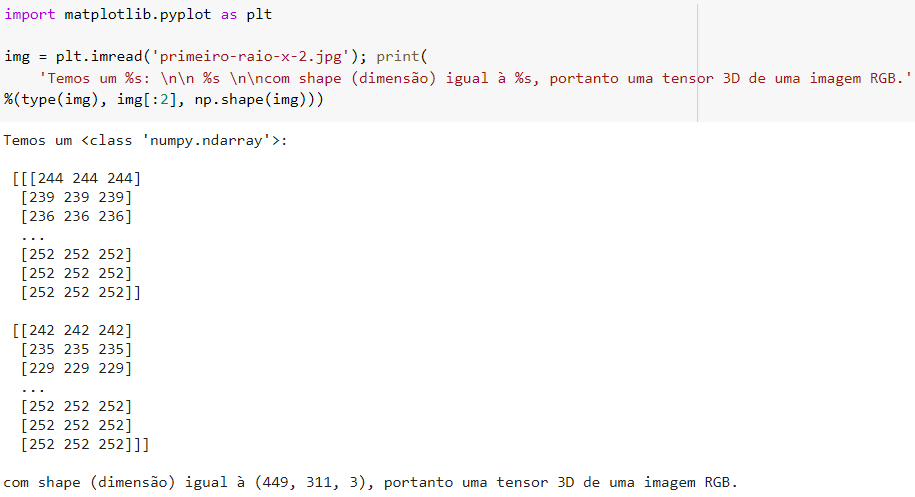 import matplotlib.pyplot as plt
img = plt.imread('primeiro-raio-x-2.jpg'); print(
'Temos um %s: \n\n %s \n\ncom shape (dimensão) igual à %s, portanto uma tensor 3D de uma imagem RGB.'
%(type(img), img[:2], np.shape(img)))
Temos um <class 'numpy.ndarray'>:
[[[244 244 244]
[239 239 239]
[236 236 236]
...
[252 252 252]
[252 252 252]
[252 252 252]]
[[242 242 242]
[235 235 235]
[229 229 229]
...
[252 252 252]
[252 252 252]
[252 252 252]]]
com shape (dimensão) igual à (449, 311, 3), portanto uma tensor 3D de uma imagem RGB.